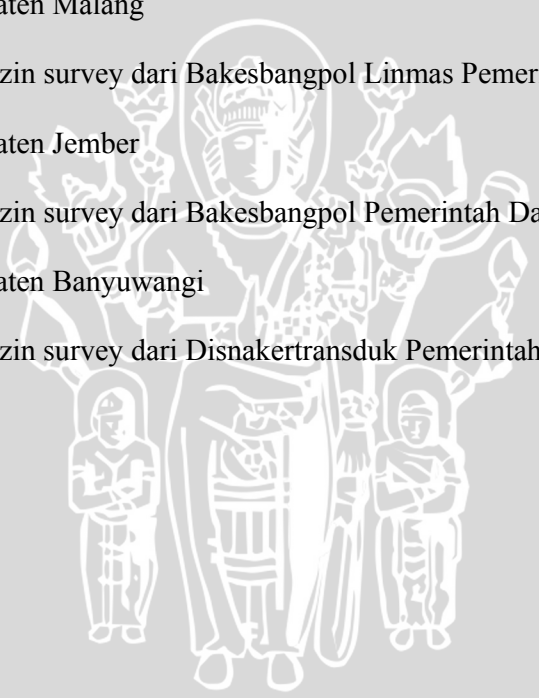 aten Malang
zin survey dari Bakesbangpol Linmas Pemer
aten Jember
zin survey dari Bakesbangpol Pemerintah Da
aten Banyuwangi
zin survey dari Disnakertransduk Pemerintah